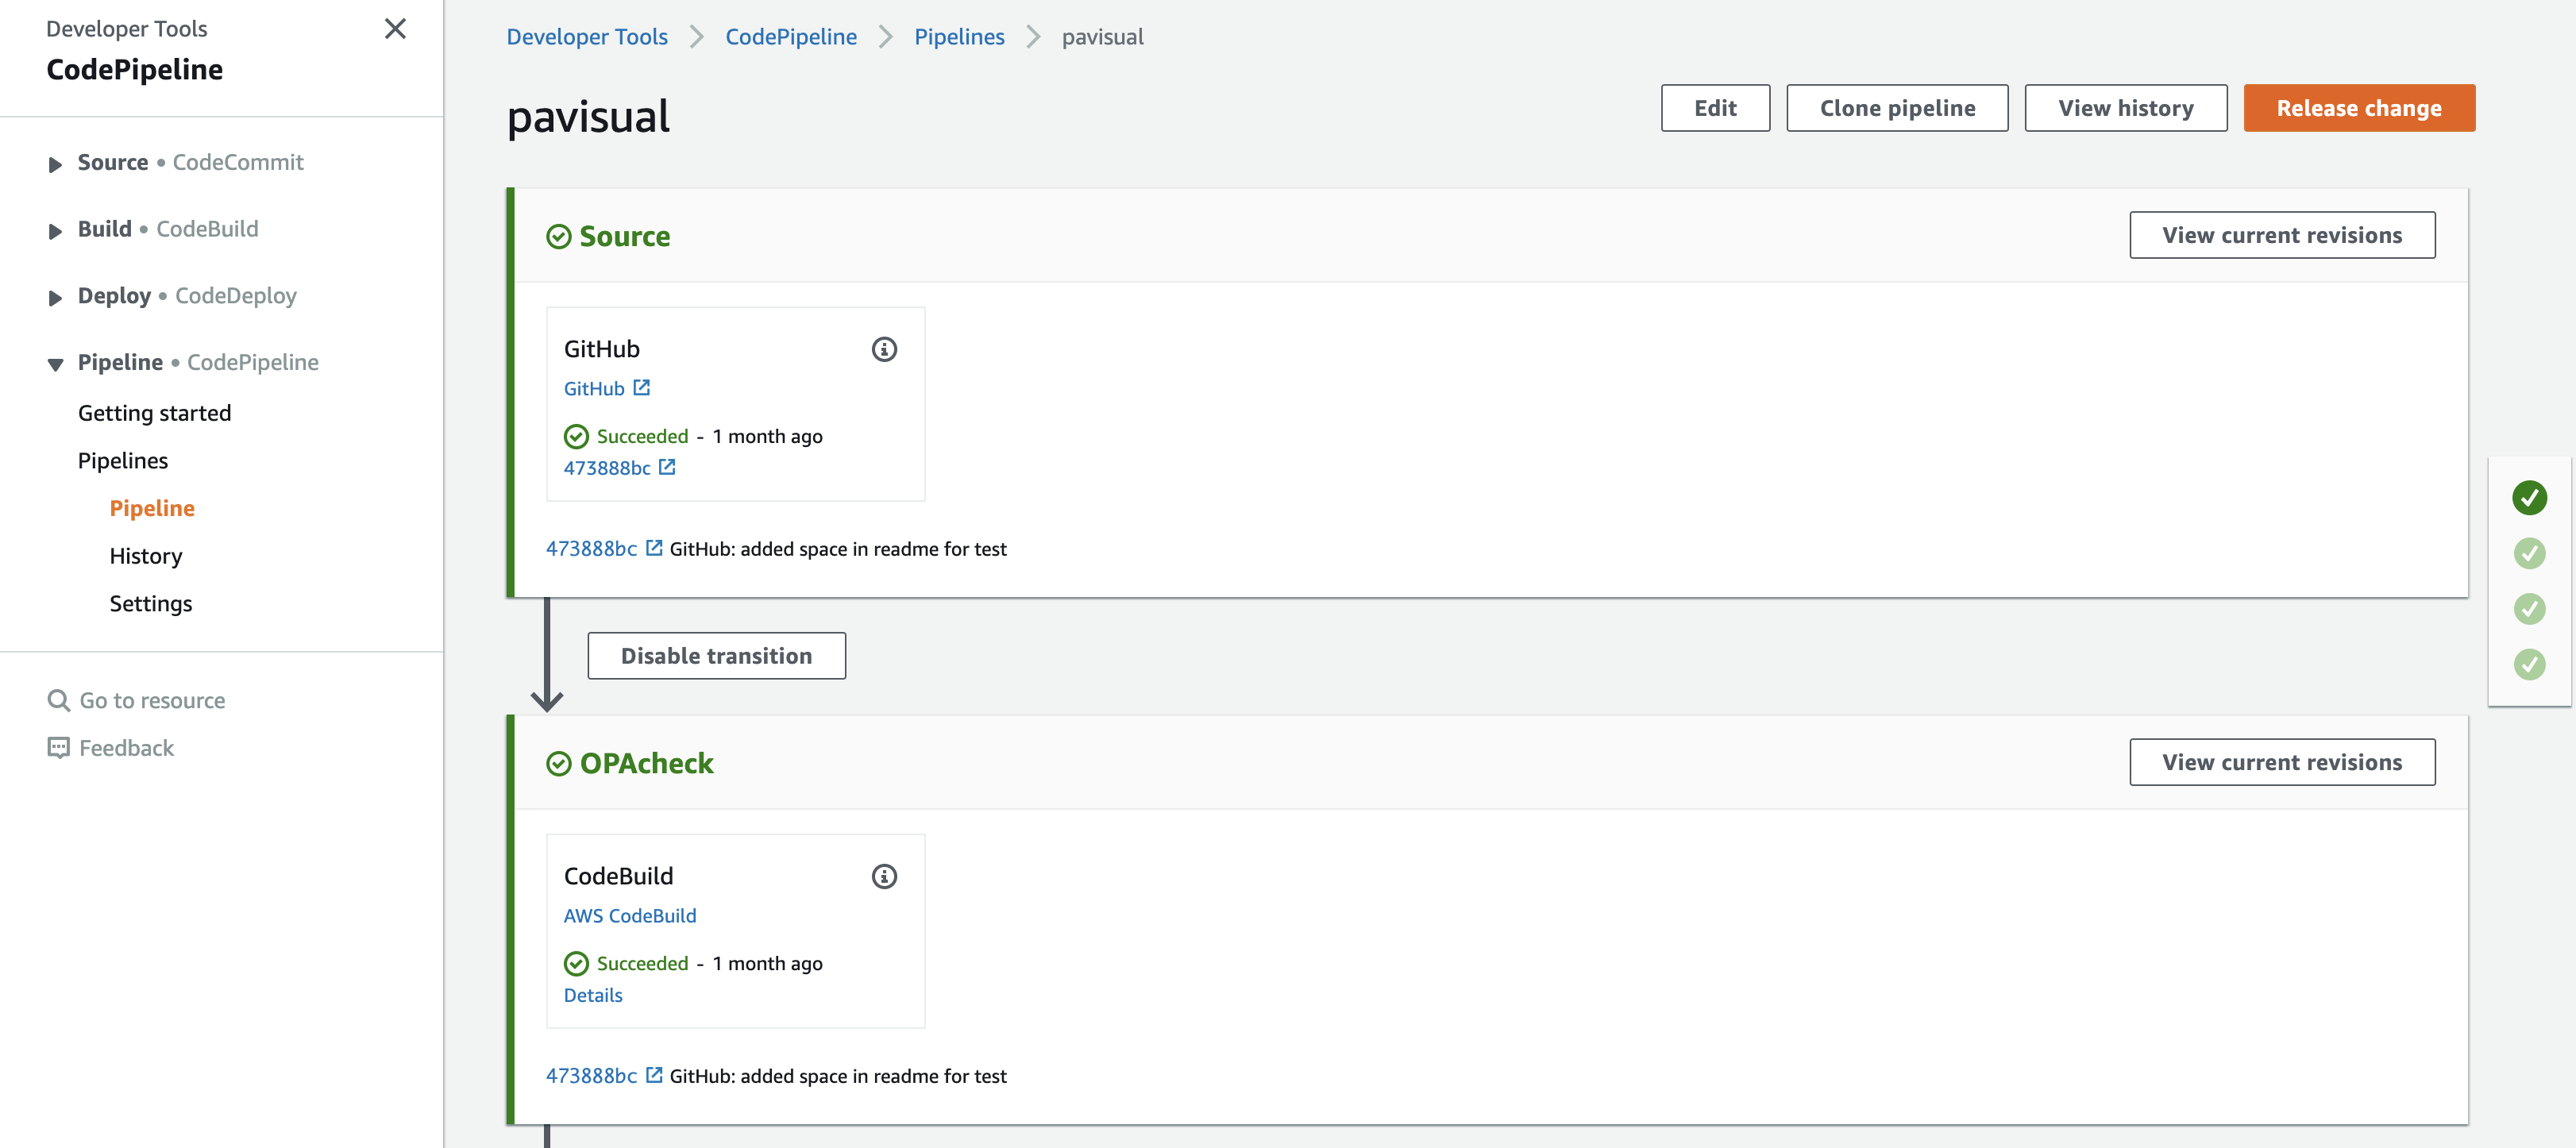 Developer Tools
CodePipeline
Source • CodeCommit
Build • CodeBuild
Deploy • CodeDeploy
Pipeline • CodePipeline
Getting started
Pipelines
Pipeline
History
Settings
Go to resource
Feedback
Developer Tools > CodePipeline > Pipelines > pavisual
pavisual
Edit
Clone pipeline
View history
Release change
Source
View current revisions
GitHub
GitHub
Succeeded - 1 month ago
473888bc
473888bc GitHub: added space in readme for test
Disable transition
OPAcheck
View current revisions
CodeBuild
AWS CodeBuild
Succeeded - 1 month ago
Details
473888bc GitHub: added space in readme for test